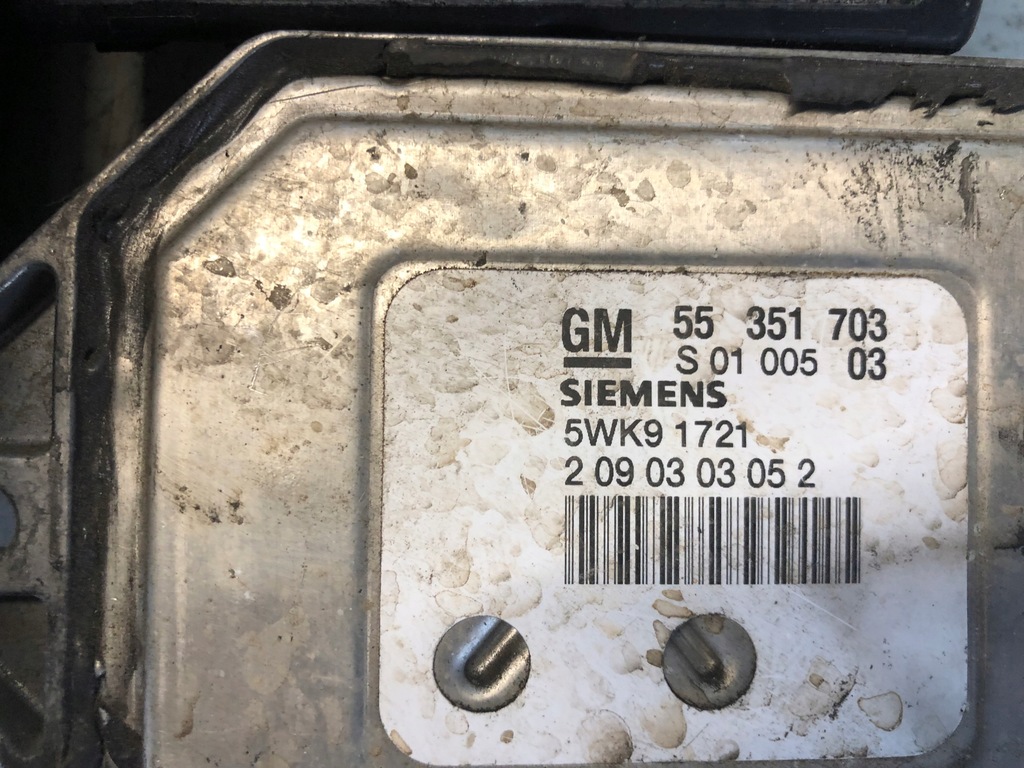 GM 55 351 703
S 01 005 03
SIEMENS
5WK9 1721
2 09 03 03 05 2